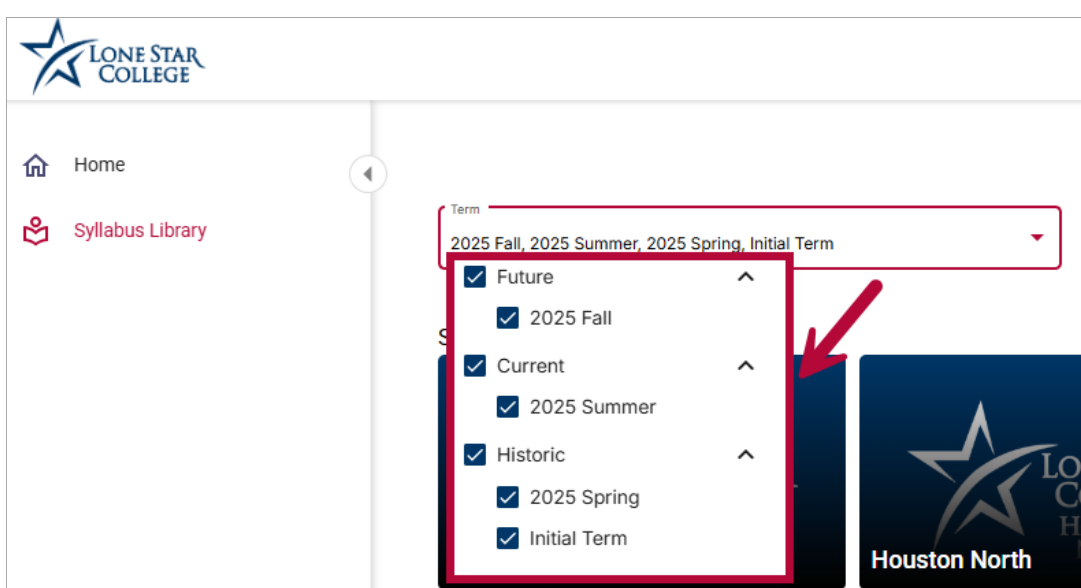 LONE STAR
COLLEGE
Home
Syllabus Library
Term
2025 Fall, 2025 Summer, 2025 Spring, Initial Term
Future
2025 Fall
Current
2025 Summer
Historic
2025 Spring
Initial Term
Houston North